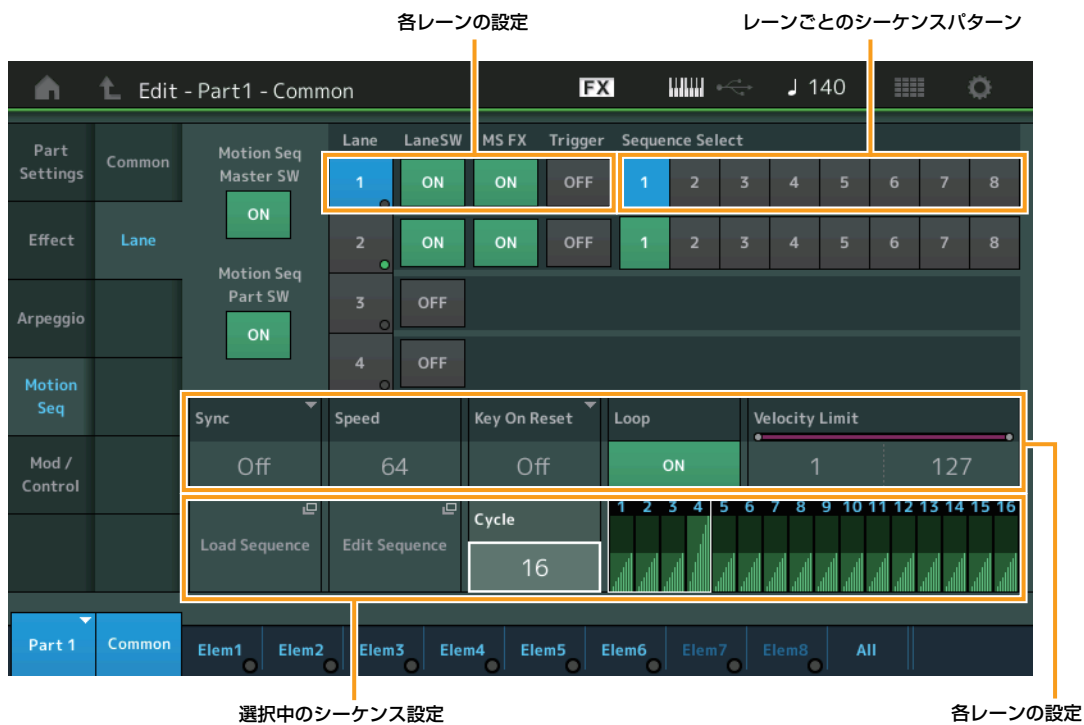 各レーンの設定
レーンごとのシーケンスパターン
Edit - Part1 - Common
FX
♩ 140
Part Settings
Common
Motion Seq Master SW
ON
Lane LaneSW MS FX Trigger Sequence Select
1 ON ON OFF 1 2 3 4 5 6 7 8
Effect
Lane
2 ON ON OFF 1 2 3 4 5 6 7 8
Motion Seq Part SW
ON
3 OFF
Arpeggio
4 OFF
Motion Seq
Sync Speed Key On Reset Loop Velocity Limit
Off 64 Off ON 1 127
Mod / Control
Load Sequence
Edit Sequence
Cycle
16
1 2 3 4 5 6 7 8 9 10 11 12 13 14 15 16
Part 1 Common Elem1 Elem2 Elem3 Elem4 Elem5 Elem6 Elem7 Elem8 All
選択中のシーケンス設定
各レーンの設定